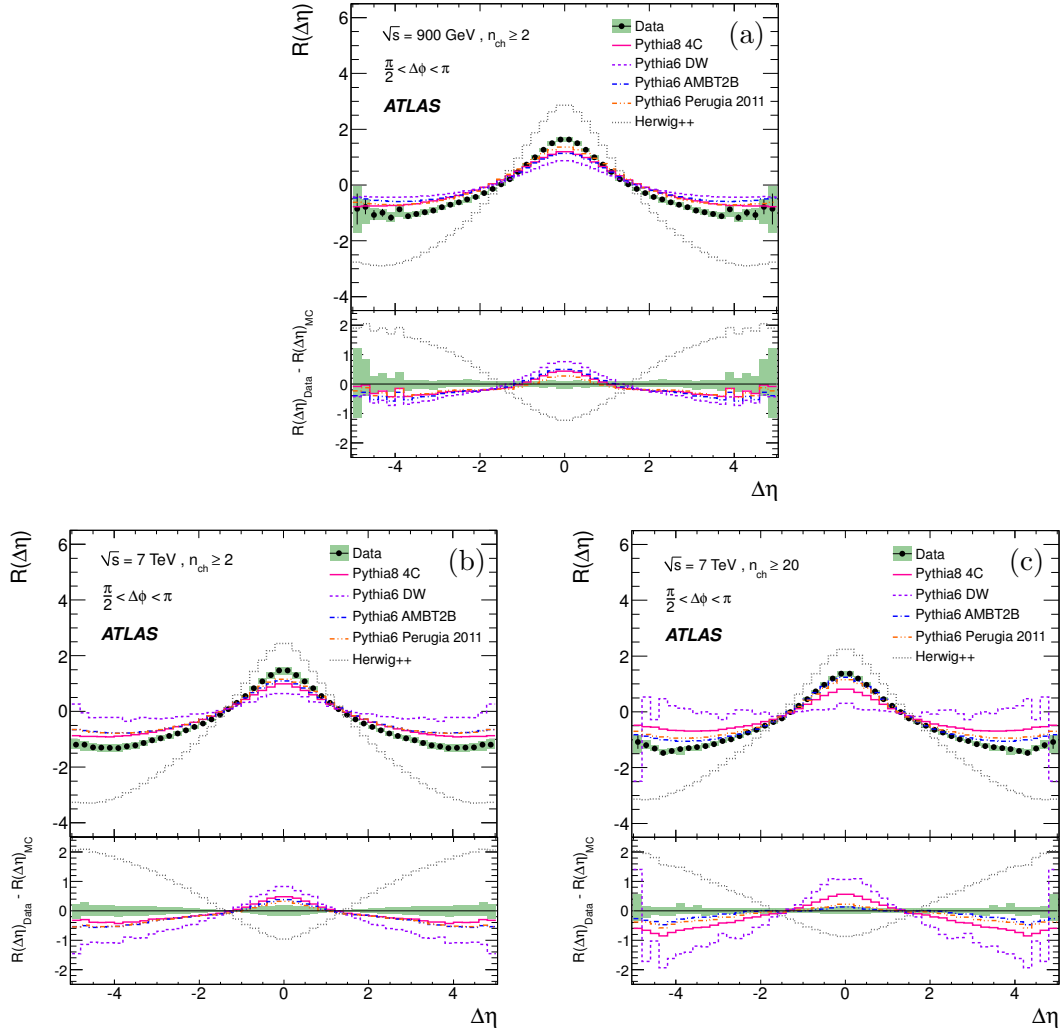 R(Δη)
6
4
2
0
-2
-4
√s = 900 GeV , n_ch ≥ 2
π/2 < Δϕ < π
ATLAS
Data
Pythia8 4C
Pythia6 DW
Pythia6 AMBT2B
Pythia6 Perugia 2011
Herwig++
(a)
R(Δη)_Data - R(Δη)_MC
2
1
0
-1
-2
-4 -2 0 2 4
Δη
R(Δη)
6
4
2
0
-2
-4
√s = 7 TeV , n_ch ≥ 2
π/2 < Δϕ < π
ATLAS
Data
Pythia8 4C
Pythia6 DW
Pythia6 AMBT2B
Pythia6 Perugia 2011
Herwig++
(b)
R(Δη)_Data - R(Δη)_MC
2
1
0
-1
-2
-4 -2 0 2 4
Δη
R(Δη)
6
4
2
0
-2
-4
√s = 7 TeV , n_ch ≥ 20
π/2 < Δϕ < π
ATLAS
Data
Pythia8 4C
Pythia6 DW
Pythia6 AMBT2B
Pythia6 Perugia 2011
Herwig++
(c)
R(Δη)_Data - R(Δη)_MC
2
1
0
-1
-2
-4 -2 0 2 4
Δη